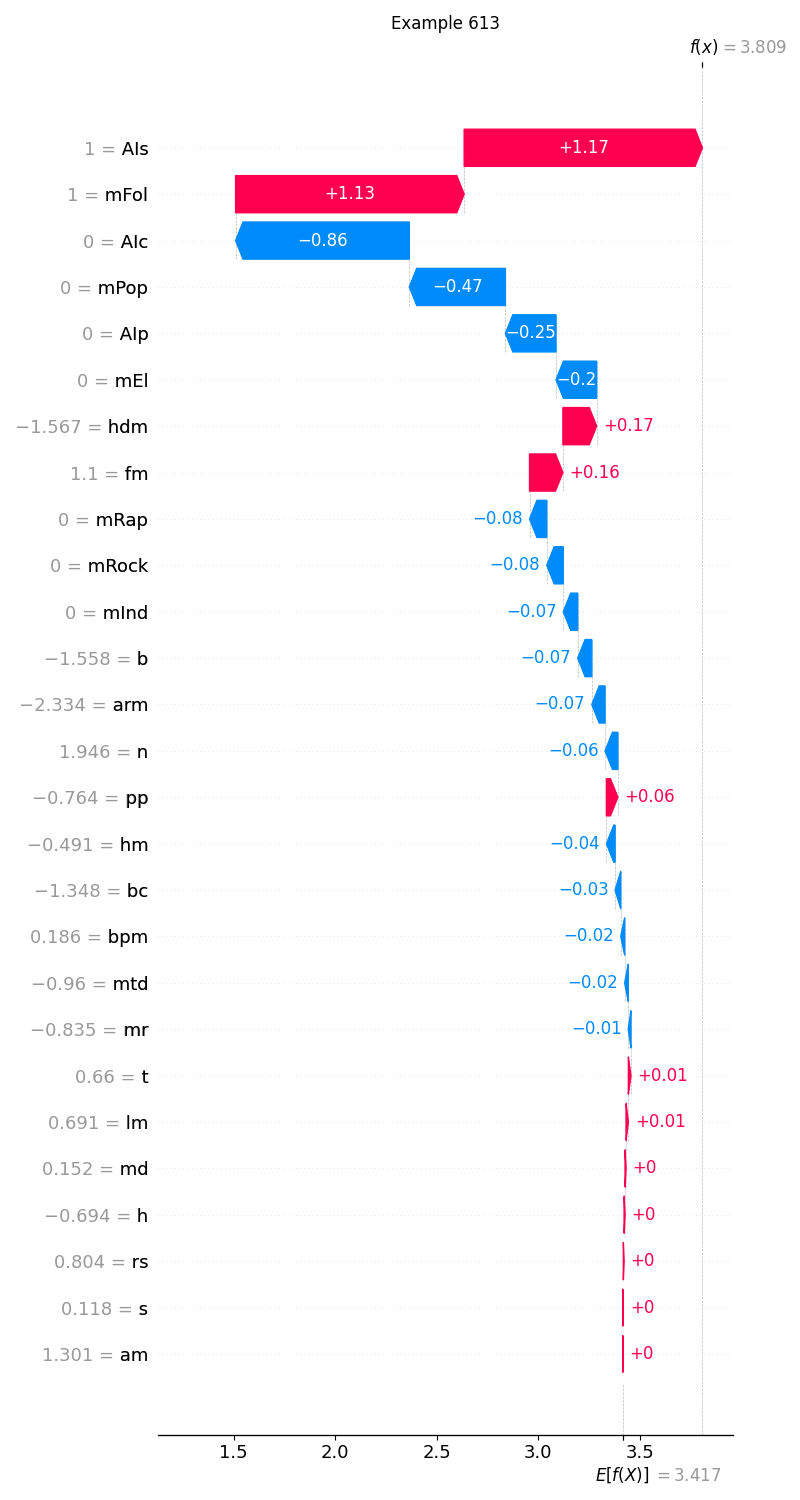 Example 613
f(x) = 3.809
1 = AIs +1.17
1 = mFol +1.13
0 = AIc −0.86
0 = mPop −0.47
0 = AIp −0.25
0 = mEl −0.2
−1.567 = hdm +0.17
1.1 = fm +0.16
0 = mRap −0.08
0 = mRock −0.08
0 = mInd −0.07
−1.558 = b −0.07
−2.334 = arm −0.07
1.946 = n −0.06
−0.764 = pp +0.06
−0.491 = hm −0.04
−1.348 = bc −0.03
0.186 = bpm −0.02
−0.96 = mtd −0.02
−0.835 = mr −0.01
0.66 = t +0.01
0.691 = lm +0.01
0.152 = md +0
−0.694 = h +0
0.804 = rs +0
0.118 = s +0
1.301 = am +0
1.5 2.0 2.5 3.0 3.5
E[f(X)] = 3.417